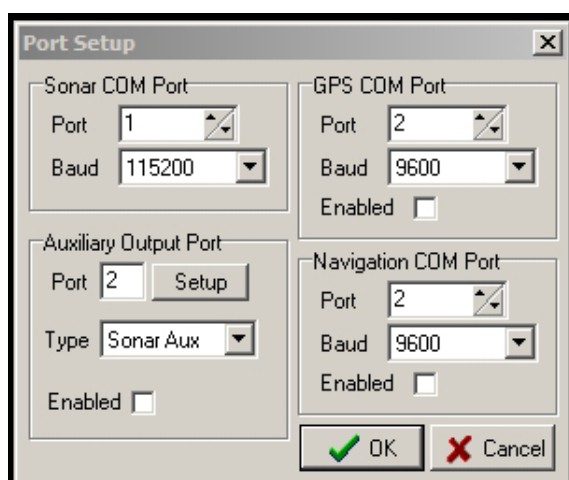 Port Setup
Sonar COM Port
Port 1
Baud 115200
Auxiliary Output Port
Port 2 Setup
Type Sonar Aux
Enabled
GPS COM Port
Port 2
Baud 9600
Enabled
Navigation COM Port
Port 2
Baud 9600
Enabled
OK Cancel